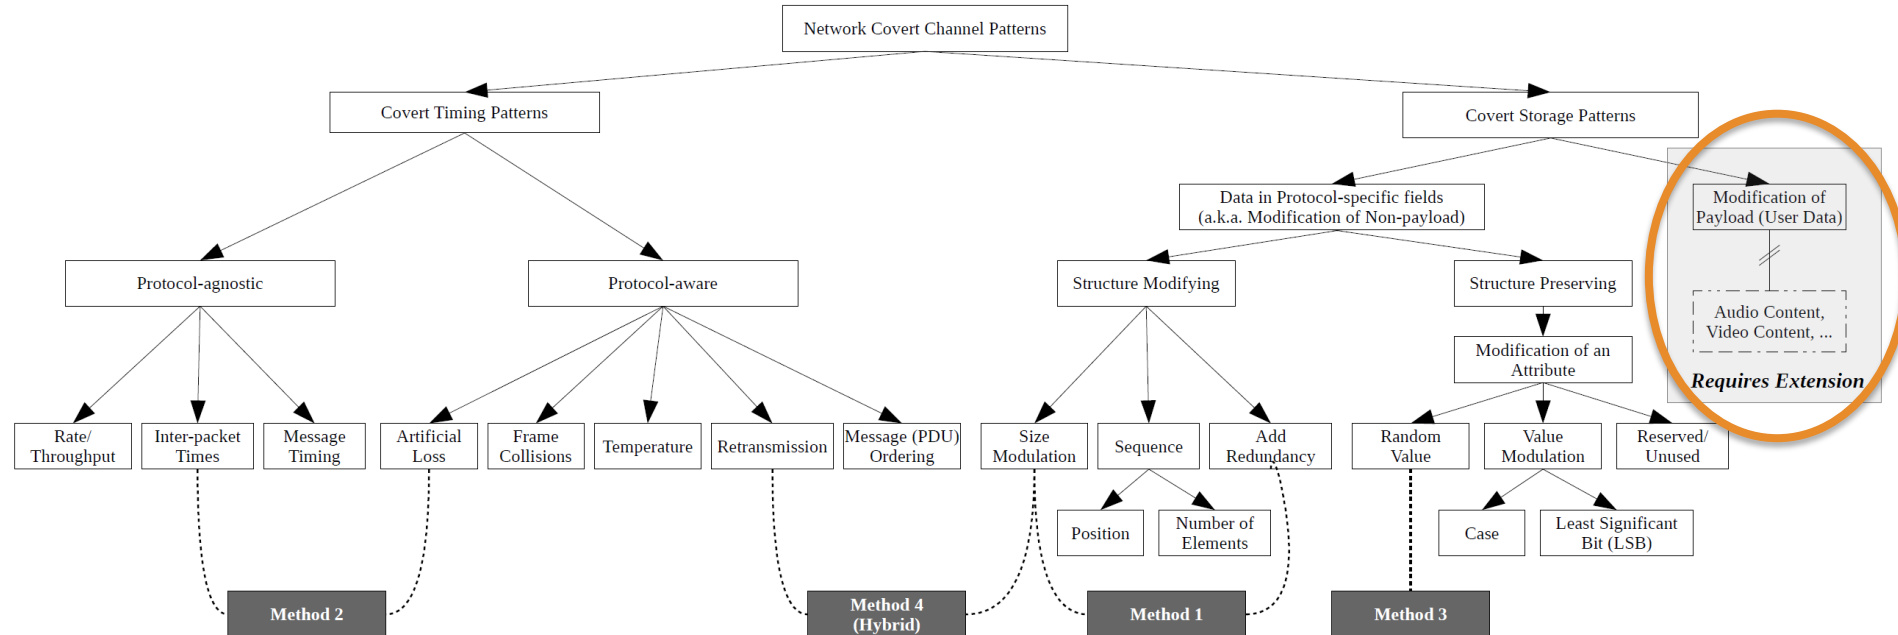 Network Covert Channel Patterns
Covert Timing Patterns
Covert Storage Patterns
Data in Protocol-specific fields
(a.k.a. Modification of Non-payload)
Modification of
Payload (User Data)
Protocol-agnostic
Protocol-aware
Structure Modifying
Structure Preserving
Audio Content,
Video Content, ...
Modification of an
Attribute
Requires Extension
Rate/
Throughput
Inter-packet
Times
Message
Timing
Artificial
Loss
Frame
Collisions
Temperature
Retransmission
Message (PDU)
Ordering
Size
Modulation
Sequence
Add
Redundancy
Random
Value
Value
Modulation
Reserved/
Unused
Position
Number of
Elements
Case
Least Significant
Bit (LSB)
Method 2
Method 4
(Hybrid)
Method 1
Method 3